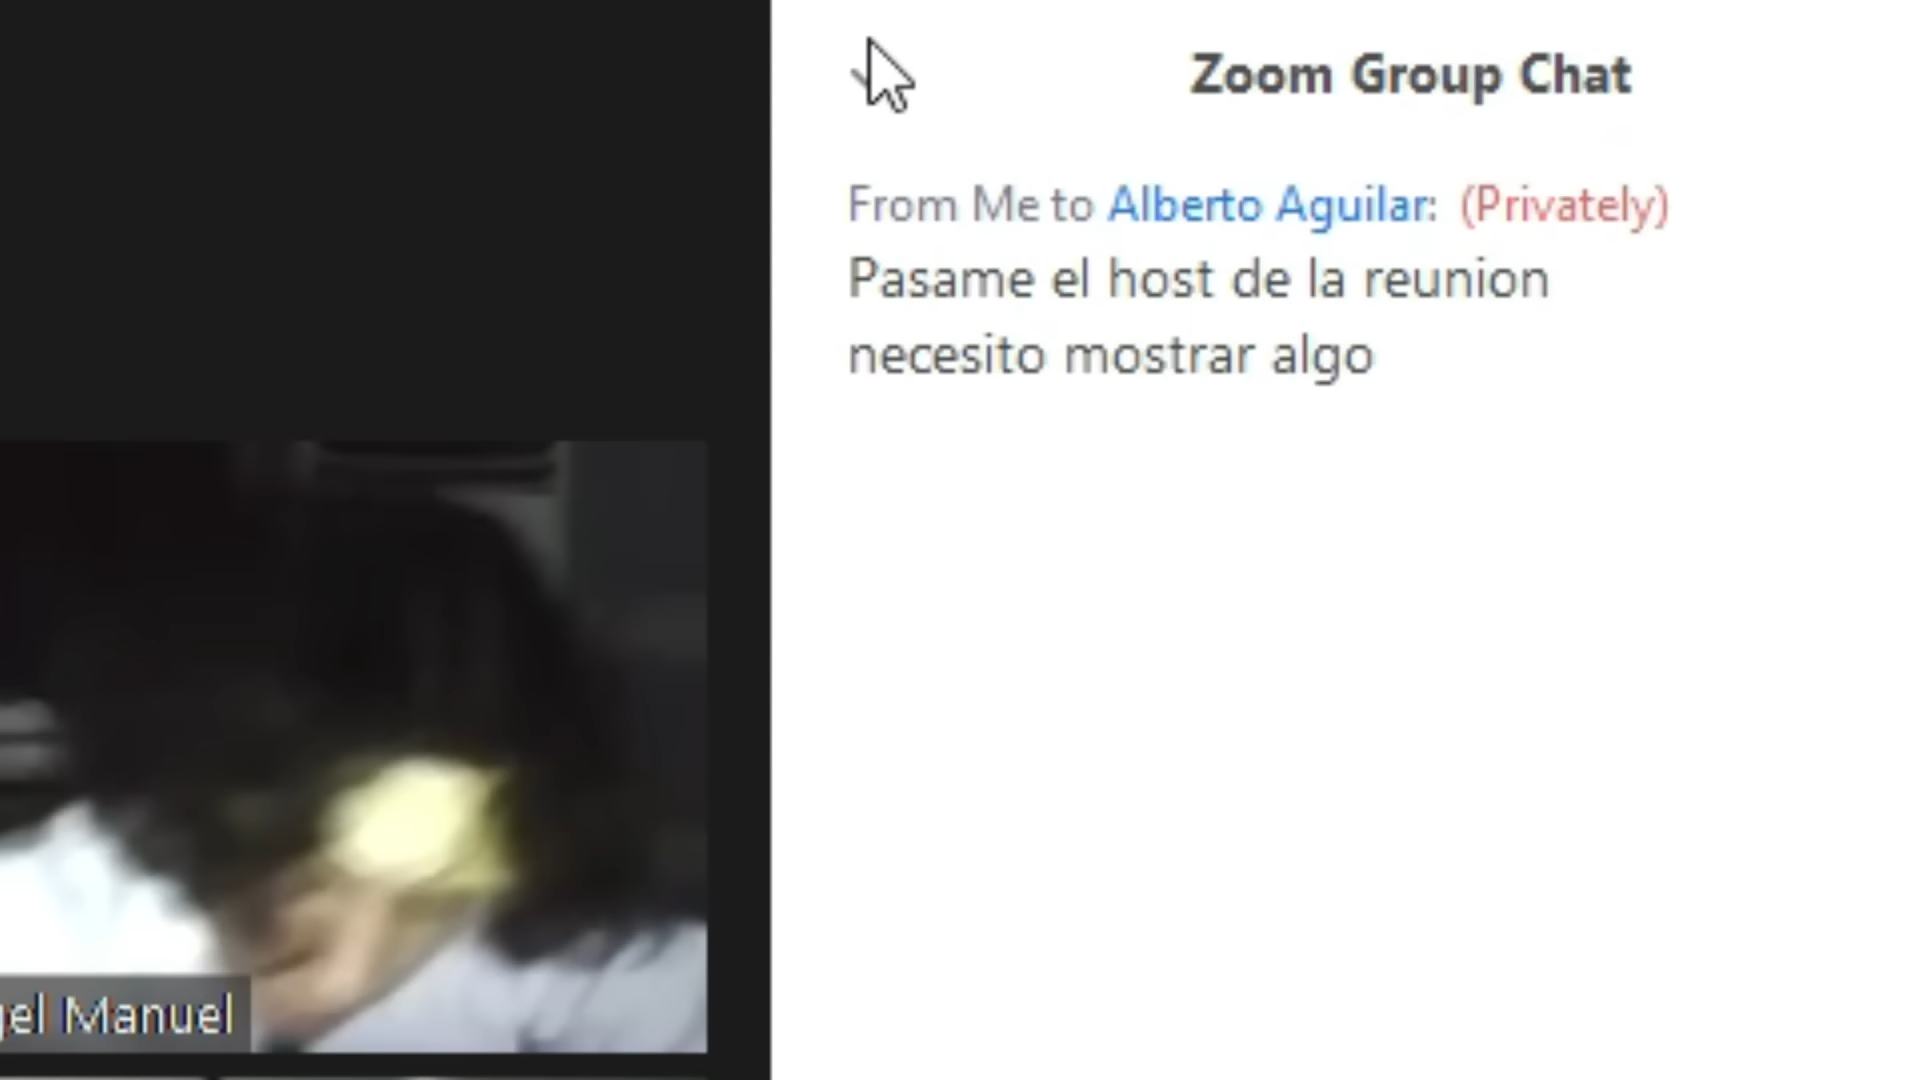 Zoom Group Chat
From Me to Alberto Aguilar: (Privately)
Pasame el host de la reunion
necesito mostrar algo
gel Manuel